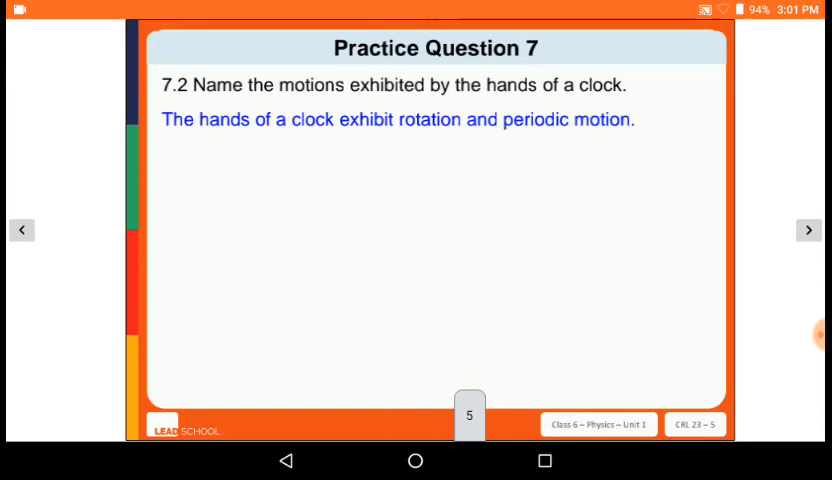 94% 3:01 PM
Practice Question 7
7.2 Name the motions exhibited by the hands of a clock.
The hands of a clock exhibit rotation and periodic motion.
5
LEAD SCHOOL
Class 6 – Physics – Unit 1
CRL 23 – 5